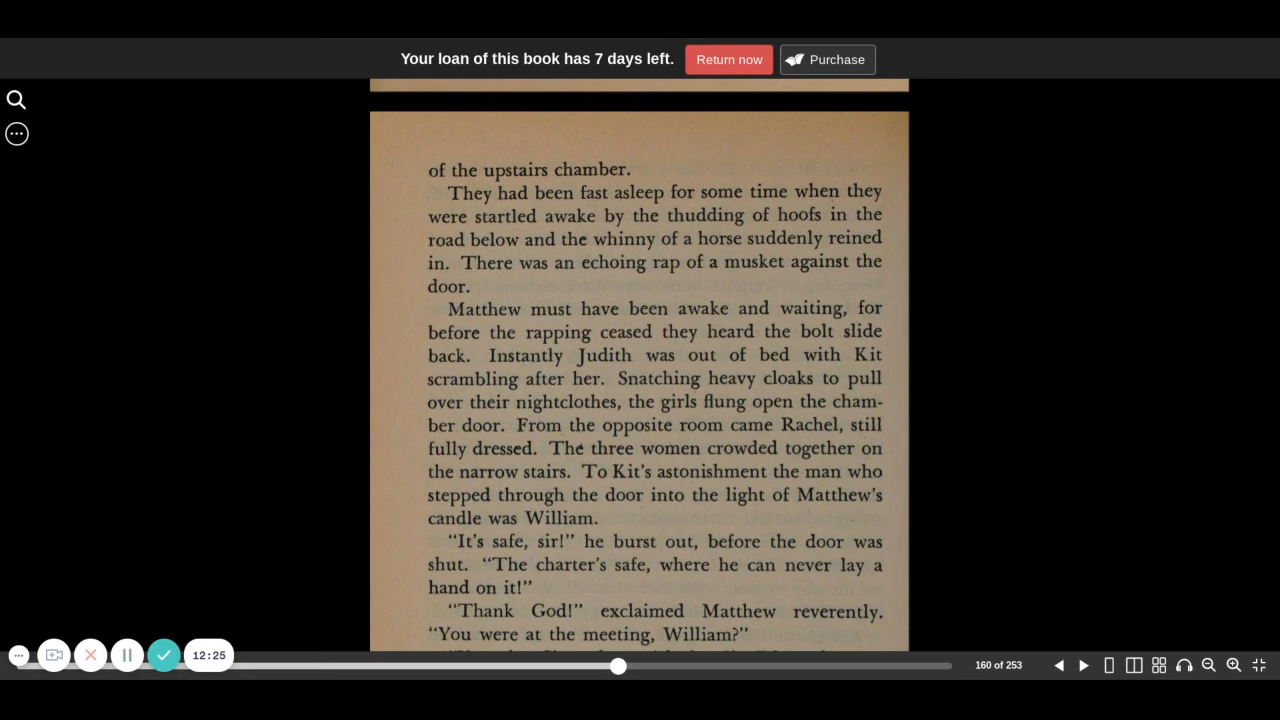 Your loan of this book has 7 days left. Return now Purchase
of the upstairs chamber.
They had been fast asleep for some time when they
were startled awake by the thudding of hoofs in the
road below and the whinny of a horse suddenly reined
in. There was an echoing rap of a musket against the
door.
Matthew must have been awake and waiting, for
before the rapping ceased they heard the bolt slide
back. Instantly Judith was out of bed with Kit
scrambling after her. Snatching heavy cloaks to pull
over their nightclothes, the girls flung open the cham-
ber door. From the opposite room came Rachel, still
fully dressed. The three women crowded together on
the narrow stairs. To Kit's astonishment the man who
stepped through the door into the light of Matthew's
candle was William.
"It's safe, sir!" he burst out, before the door was
shut. "The charter's safe, where he can never lay a
hand on it!"
"Thank God!" exclaimed Matthew reverently.
"You were at the meeting, William?"
12:25
160 of 253